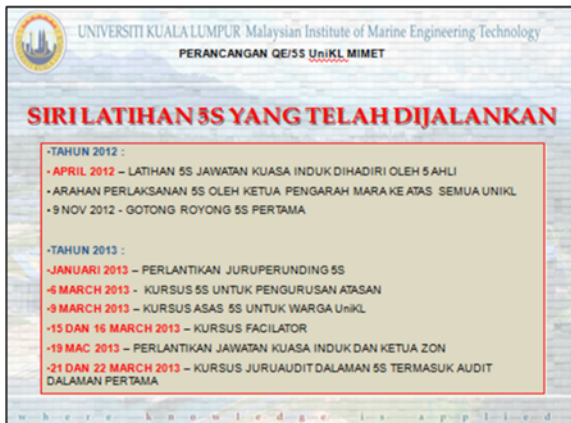 UNIVERSITI KUALA LUMPUR Malaysian Institute of Marine Engineering Technology
PERANCANGAN QE/5S UniKL MIMET
SIRI LATIHAN 5S YANG TELAH DIJALANKAN
•TAHUN 2012 :
•APRIL 2012 – LATIHAN 5S JAWATAN KUASA INDUK DIHADIRI OLEH 5 AHLI
•ARAHAN PERLAKSANAN 5S OLEH KETUA PENGARAH MARA KE ATAS SEMUA UNIKL
•9 NOV 2012 - GOTONG ROYONG 5S PERTAMA
•TAHUN 2013 :
•JANUARI 2013 – PERLANTIKAN JURUPERUNDING 5S
•6 MARCH 2013 - KURSUS 5S UNTUK PENGURUSAN ATASAN
•9 MARCH 2013 – KURSUS ASAS 5S UNTUK WARGA UniKL
•15 DAN 16 MARCH 2013 – KURSUS FACILATOR
•19 MAC 2013 – PERLANTIKAN JAWATAN KUASA INDUK DAN KETUA ZON
•21 DAN 22 MARCH 2013 – KURSUS JURUAUDIT DALAMAN 5S TERMASUK AUDIT
DALAMAN PERTAMA
where knowledge is applied